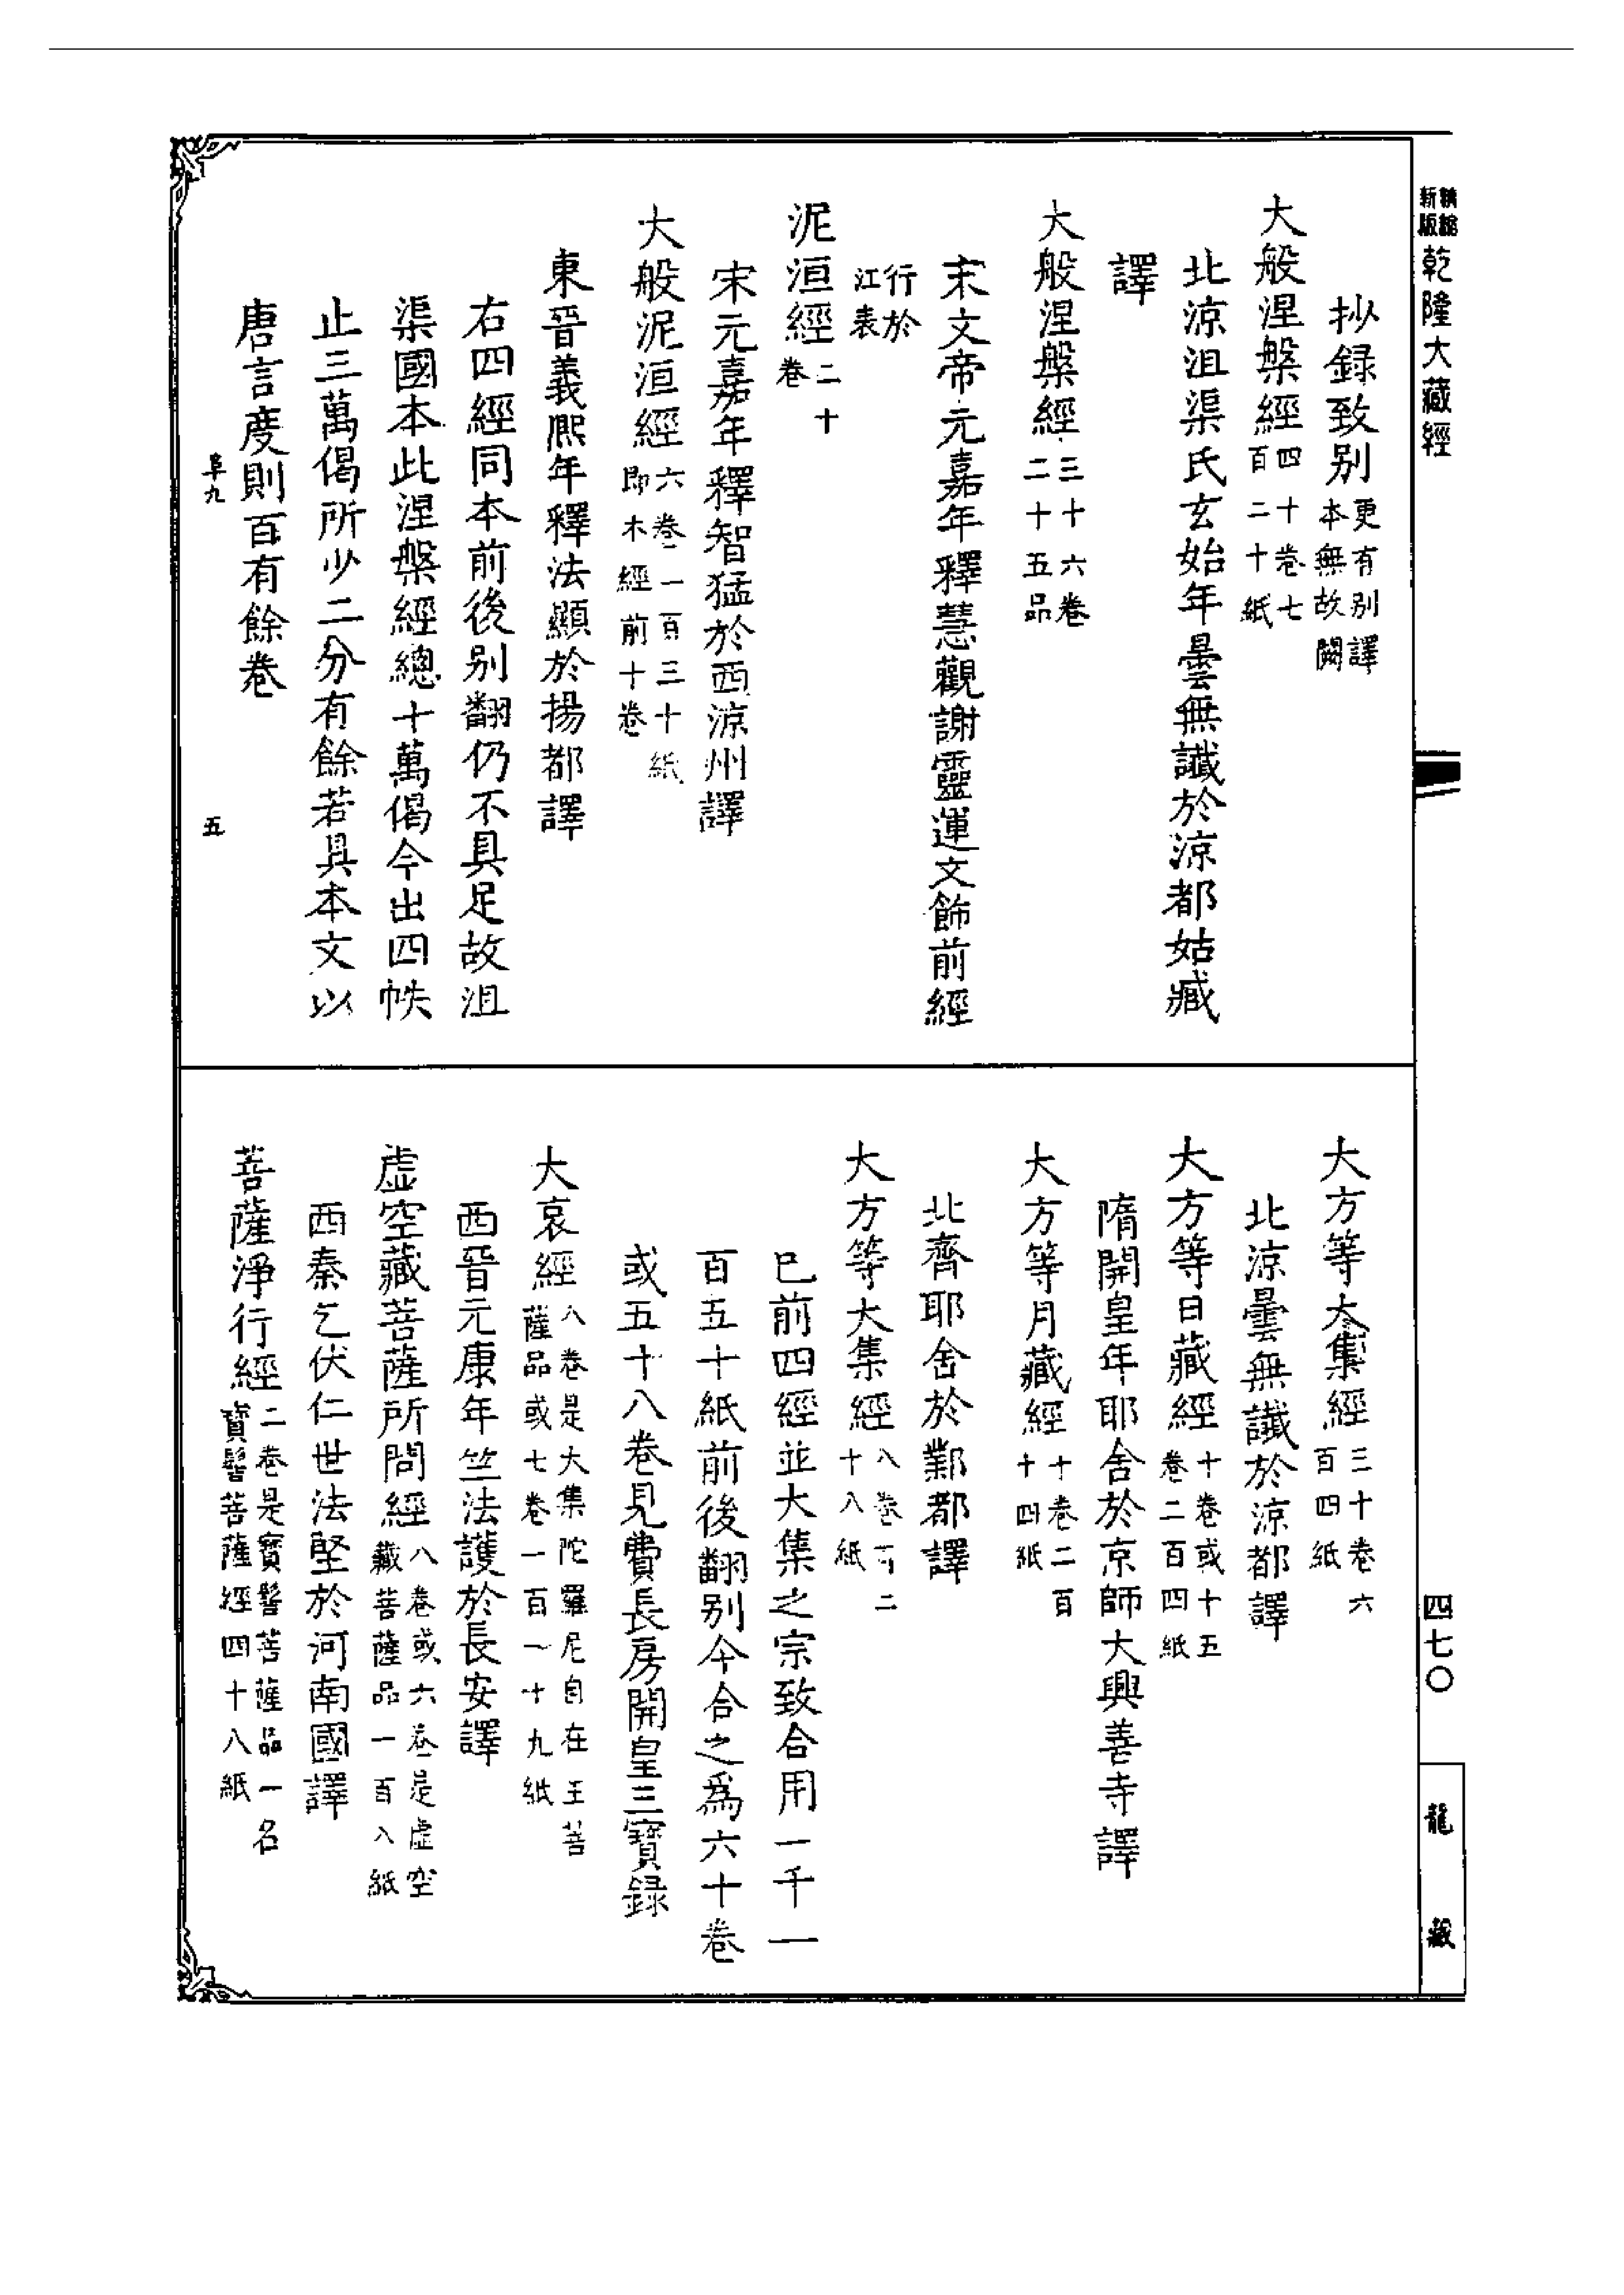 精縮
新版
乾隆大藏經
抄録致别更有别譯本無故闕
大般涅槃經四十卷七百二十紙
北涼沮渠氏玄始年曇無讖於涼都姑臧
譯
大般涅槃經三十六卷二十五品
宋文帝元嘉年釋慧觀謝靈運文飾前經
行於江表
泥洹經二十卷
宋元嘉年釋智猛於西涼州譯
大般泥洹經六卷一百三十紙即木經前十卷
東晉義熙年釋法顯於揚都譯
右四經同本前後别翻仍不具足故沮
渠國本此涅槃經總十萬偈今出四帙
止三萬偈所少二分有餘若具本文以
唐言度則百有餘卷
阜九
五
大方等大集經三十卷六百四紙
北涼曇無讖於涼都譯
大方等日藏經十卷或十五卷二百四紙
隋開皇年耶舍於京師大興善寺譯
大方等月藏經十卷二百十四紙
北齊耶舍於鄴都譯
大方等大集經八卷百二十八紙
已前四經並大集之宗致合用一千一
百五十紙前後翻别今合之為六十卷
或五十八卷見費長房開皇三寶録
大哀經八卷是大集陀羅尼自在王菩薩品或七卷一百一十九紙
西晉元康年竺法護於長安譯
虛空藏菩薩所問經八卷或六卷是虛空藏菩薩品一百八紙
西秦乞伏仁世法堅於河南國譯
菩薩淨行經二卷是寶髻菩薩品一名寶髻菩薩經四十八紙
四七〇
龍藏